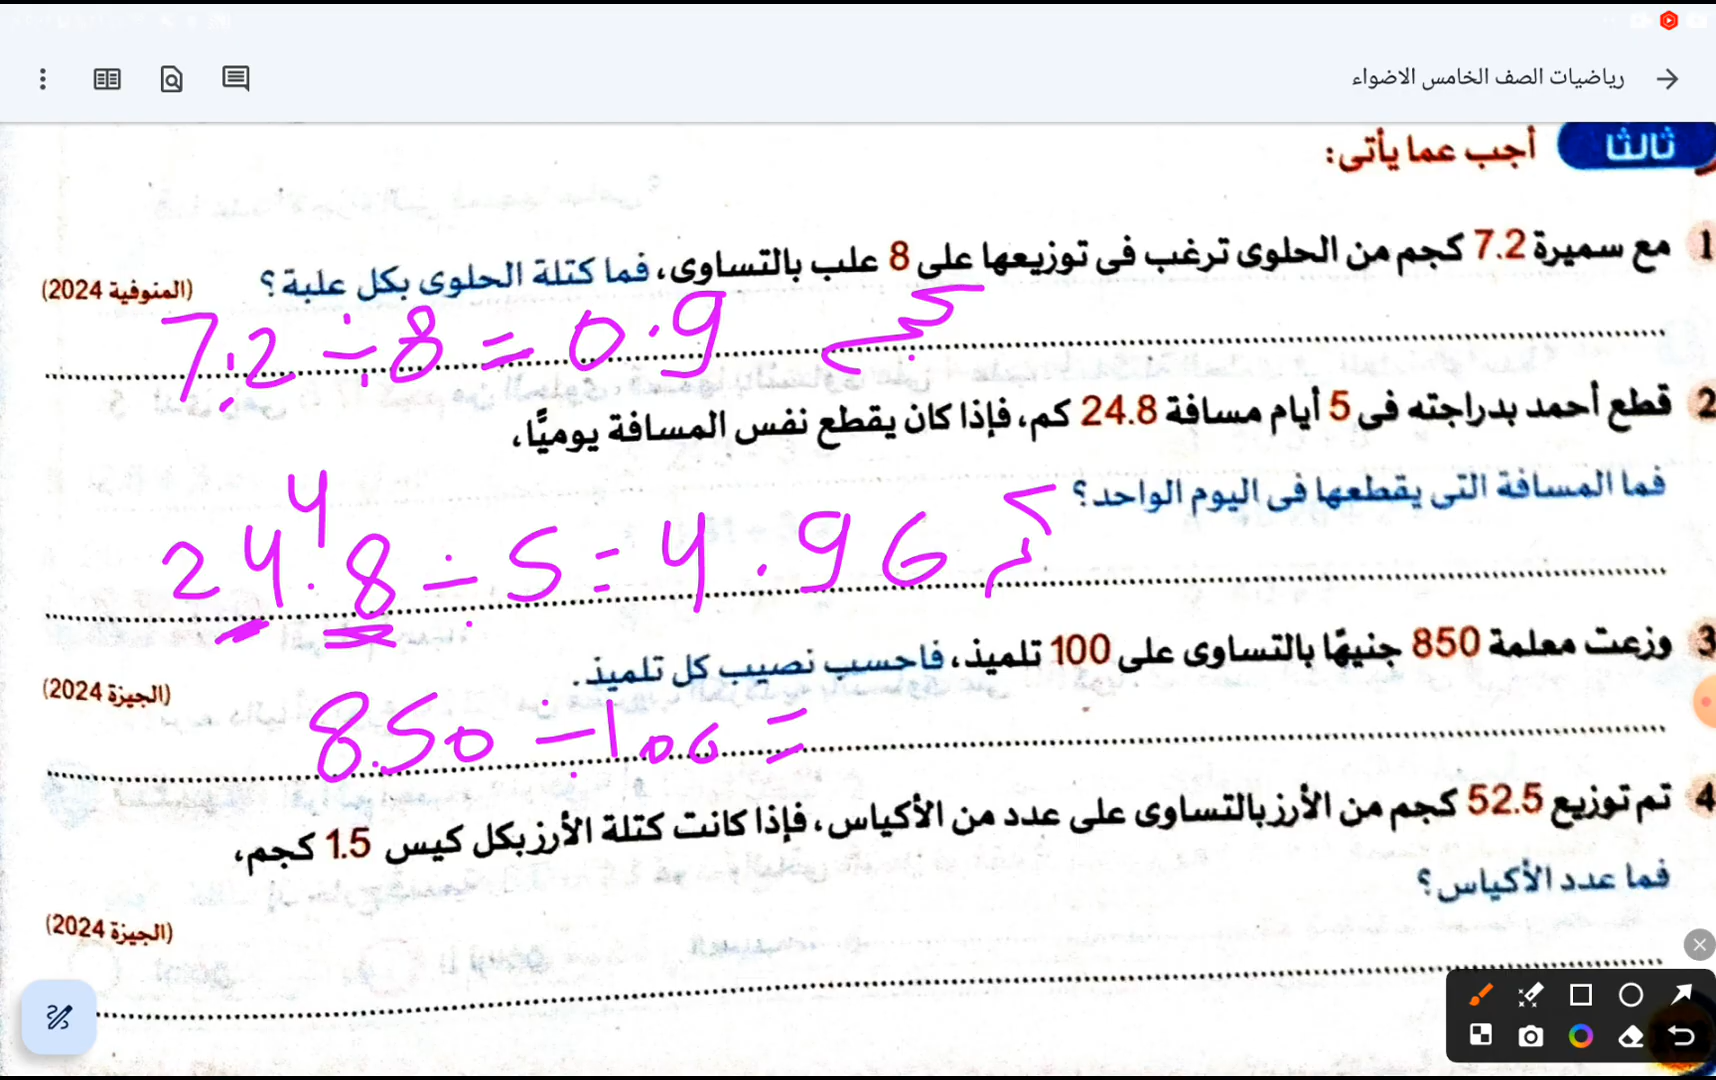 رياضيات الصف الخامس الاضواء
ثالثا أجب عما يأتى:
1 مع سميرة 7.2 كجم من الحلوى ترغب فى توزيعها على 8 علب بالتساوى، فما كتلة الحلوى بكل علبة؟ (المنوفية 2024)
7.2 ÷ 8 = 0.9 كجم
2 قطع أحمد بدراجته فى 5 أيام مسافة 24.8 كم، فإذا كان يقطع نفس المسافة يوميًّا،
فما المسافة التى يقطعها فى اليوم الواحد؟
4
24.8 ÷ 5 = 4.96 كم
3 وزعت معلمة 850 جنيهًا بالتساوى على 100 تلميذ، فاحسب نصيب كل تلميذ. (الجيزة 2024)
8.50 ÷ 100 =
4 تم توزيع 52.5 كجم من الأرز بالتساوى على عدد من الأكياس، فإذا كانت كتلة الأرز بكل كيس 1.5 كجم،
فما عدد الأكياس؟
(الجيزة 2024)